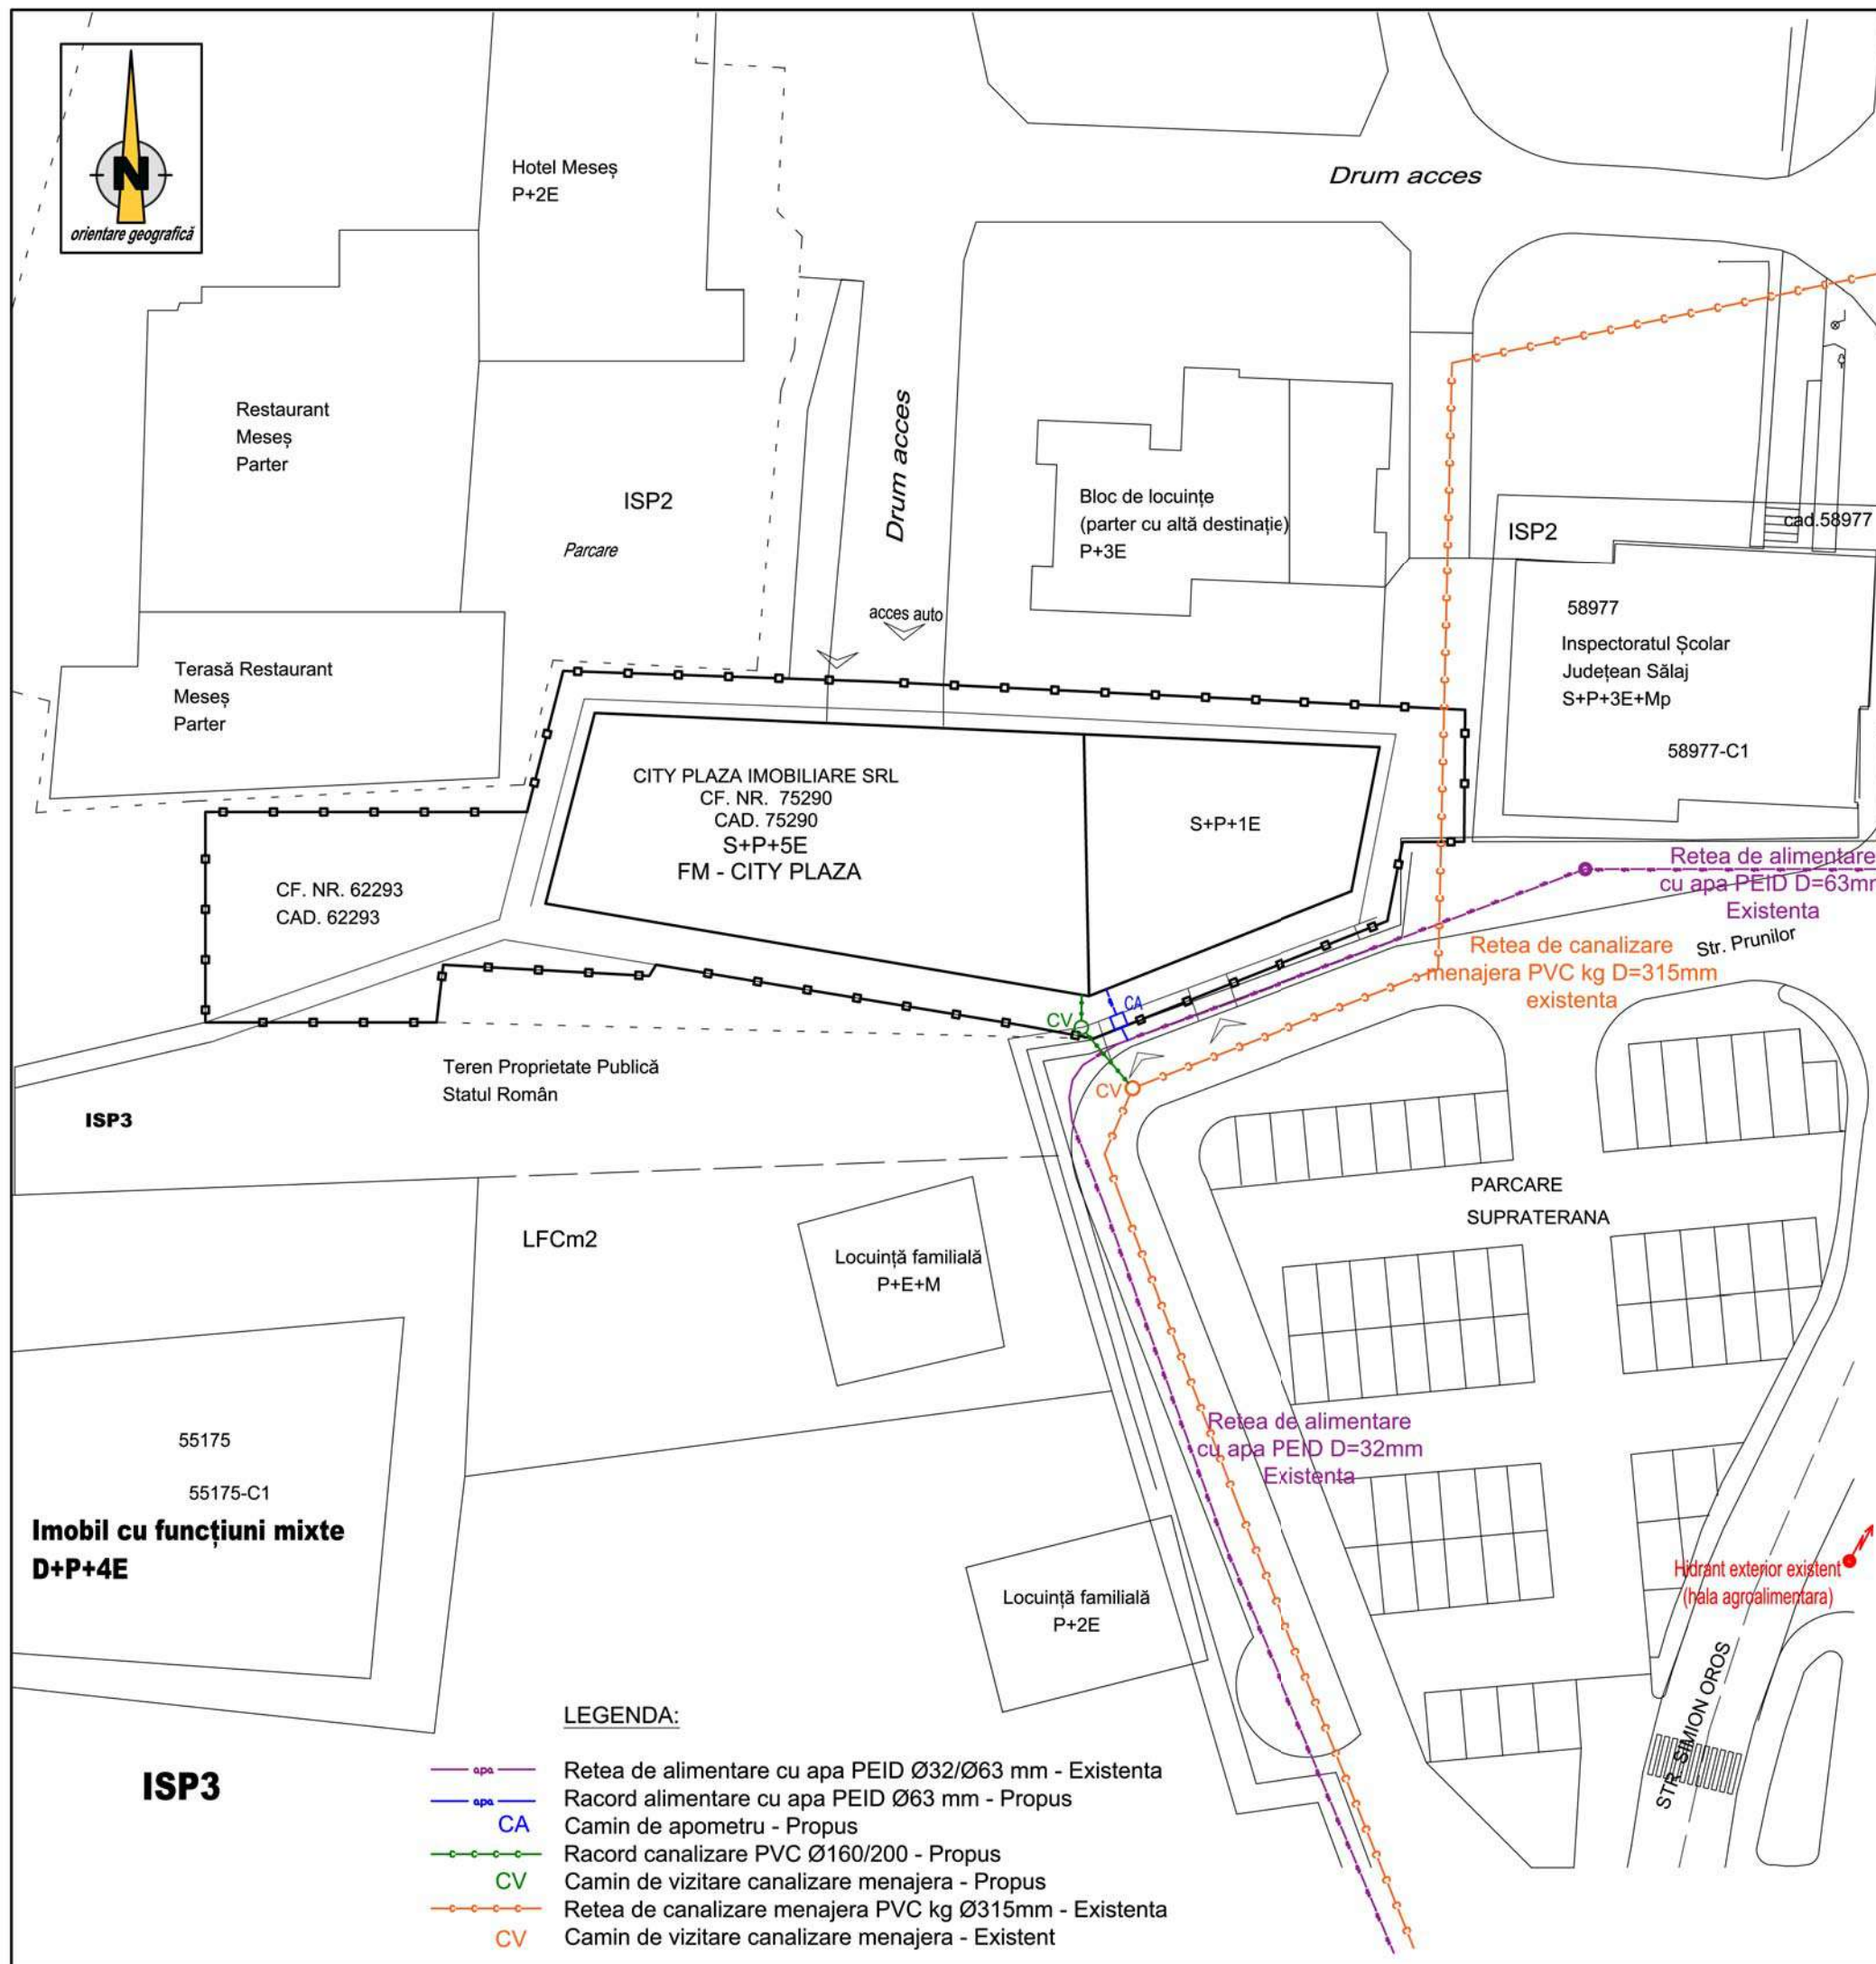 N
orientare geografică
Hotel Meseș
P+2E
Drum acces
Restaurant
Meseș
Parter
ISP2
Parcare
Drum acces
acces auto
Bloc de locuințe
(parter cu altă destinație)
P+3E
ISP2
cad.58977
58977
Inspectoratul Școlar
Județean Sălaj
S+P+3E+Mp
58977-C1
Terasă Restaurant
Meseș
Parter
CITY PLAZA IMOBILIARE SRL
CF. NR. 75290
CAD. 75290
S+P+5E
FM - CITY PLAZA
S+P+1E
CF. NR. 62293
CAD. 62293
Retea de alimentare
cu apa PEID D=63mm
Existenta
Str. Prunilor
Retea de canalizare
menajera PVC kg D=315mm
existenta
CA
CV
CV
Teren Proprietate Publică
Statul Român
ISP3
LFCm2
Locuință familială
P+E+M
PARCARE
SUPRATERANA
55175
55175-C1
Imobil cu funcțiuni mixte
D+P+4E
Retea de alimentare
cu apa PEID D=32mm
Existenta
Locuință familială
P+2E
Hidrant exterior existent
(hala agroalimentara)
STR. SIMION OROS
ISP3
LEGENDA:
apa Retea de alimentare cu apa PEID Ø32/Ø63 mm - Existenta
apa Racord alimentare cu apa PEID Ø63 mm - Propus
CA Camin de apometru - Propus
c c c c Racord canalizare PVC Ø160/200 - Propus
CV Camin de vizitare canalizare menajera - Propus
c c c c Retea de canalizare menajera PVC kg Ø315mm - Existenta
CV Camin de vizitare canalizare menajera - Existent